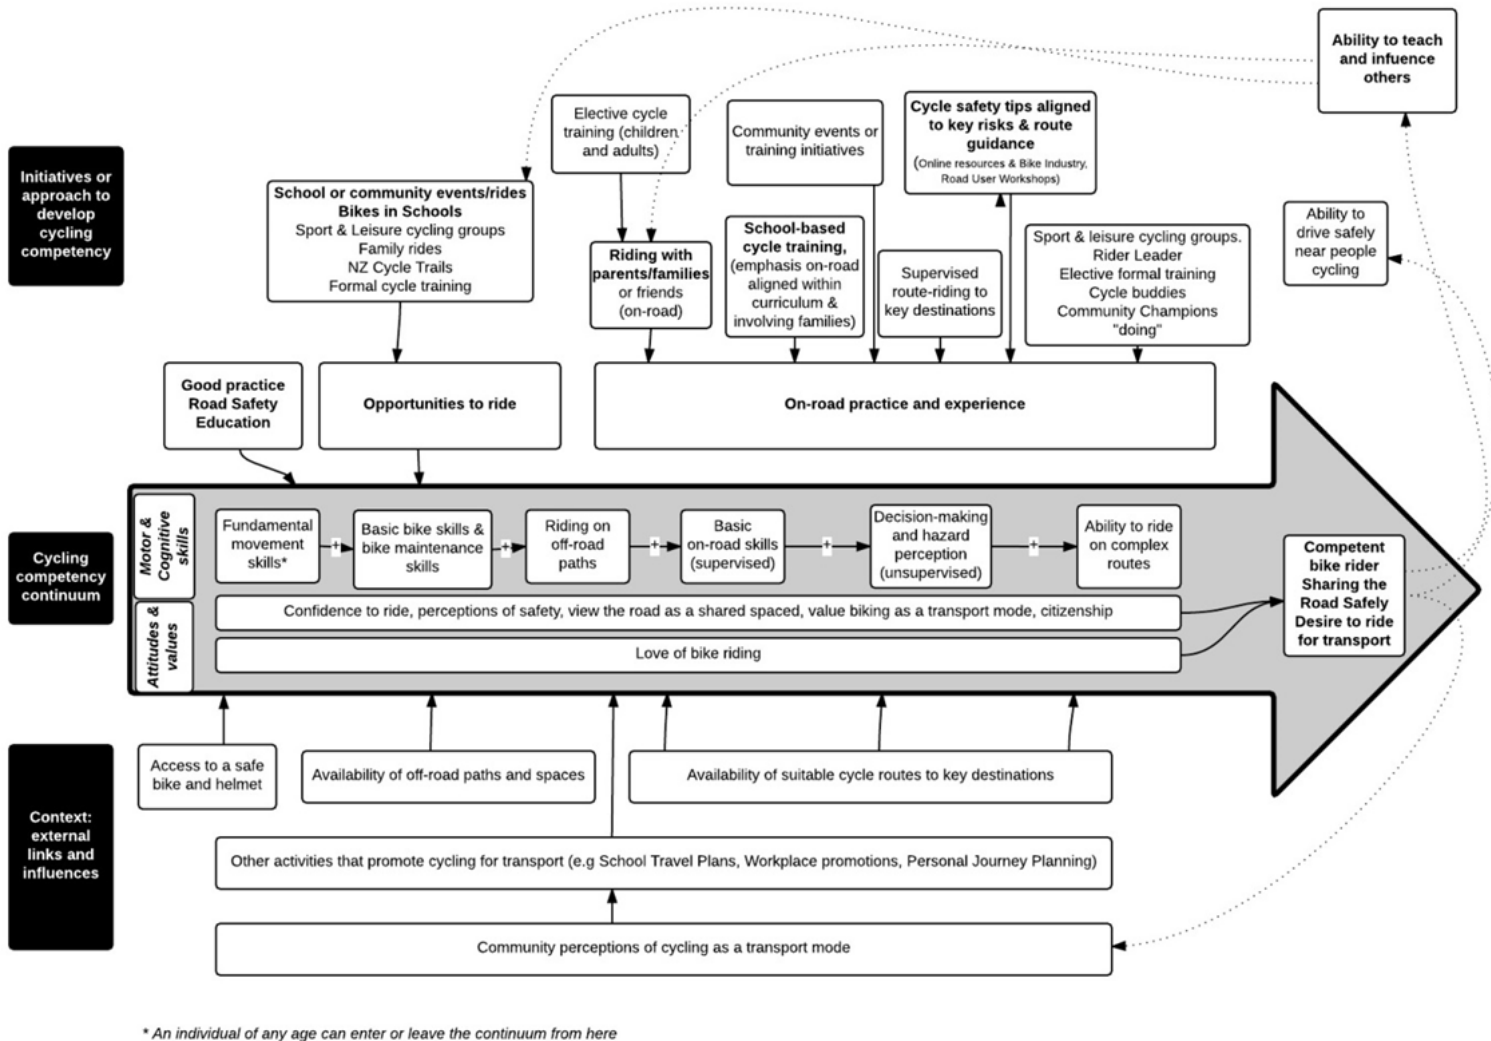 Ability to teach
and infuence
others
Elective cycle
training (children
and adults)
Community events or
training initiatives
Cycle safety tips aligned
to key risks & route
guidance
(Online resources & Bike Industry,
Road User Workshops)
Initiatives or
approach to
develop
cycling
competency
School or community events/rides
Bikes in Schools
Sport & Leisure cycling groups
Family rides
NZ Cycle Trails
Formal cycle training
Riding with
parents/families
or friends
(on-road)
School-based
cycle training,
(emphasis on-road
aligned within
curriculum &
involving families)
Supervised
route-riding to
key destinations
Sport & leisure cycling groups.
Rider Leader
Elective formal training
Cycle buddies
Community Champions
"doing"
Ability to
drive safely
near people
cycling
Good practice
Road Safety
Education
Opportunities to ride
On-road practice and experience
Cycling
competency
continuum
Motor &
Cognitive
skills
Fundamental
movement
skills*
+
Basic bike skills &
bike maintenance
skills
+
Riding on
off-road
paths
+
Basic
on-road skills
(supervised)
+
Decision-making
and hazard
perception
(unsupervised)
+
Ability to ride
on complex
routes
Attitudes &
values
Confidence to ride, perceptions of safety, view the road as a shared spaced, value biking as a transport mode, citizenship
Love of bike riding
Competent
bike rider
Sharing the
Road Safely
Desire to ride
for transport
Context:
external
links and
influences
Access to a safe
bike and helmet
Availability of off-road paths and spaces
Availability of suitable cycle routes to key destinations
Other activities that promote cycling for transport (e.g School Travel Plans, Workplace promotions, Personal Journey Planning)
Community perceptions of cycling as a transport mode
* An individual of any age can enter or leave the continuum from here